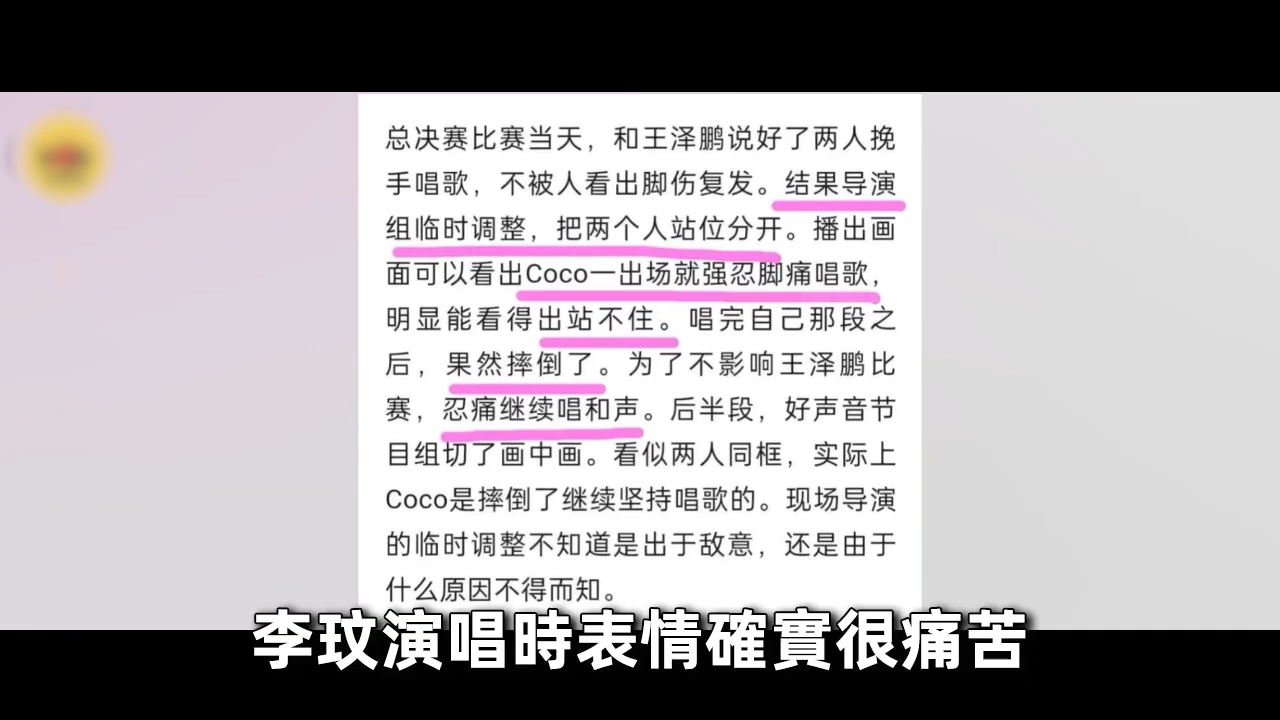 总决赛比赛当天，和王泽鹏说好了两人挽
手唱歌，不被人看出脚伤复发。结果导演
组临时调整，把两个人站位分开。播出画
面可以看出Coco一出场就强忍脚痛唱歌，
明显能看得出站不住。唱完自己那段之
后，果然摔倒了。为了不影响王泽鹏比
赛，忍痛继续唱和声。后半段，好声音节
目组切了画中画。看似两人同框，实际上
Coco是摔倒了继续坚持唱歌的。现场导演
的临时调整不知道是出于敌意，还是由于
什么原因不得而知。
李玟演唱時表情確實很痛苦